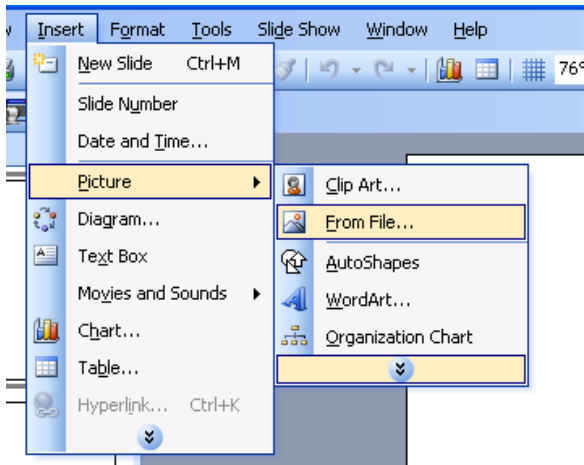 Insert Format Tools Slide Show Window Help
New Slide Ctrl+M
76%
Slide Number
Date and Time...
Picture
Diagram...
Text Box
Movies and Sounds
Chart...
Table...
Hyperlink... Ctrl+K
Clip Art...
From File...
AutoShapes
WordArt...
Organization Chart